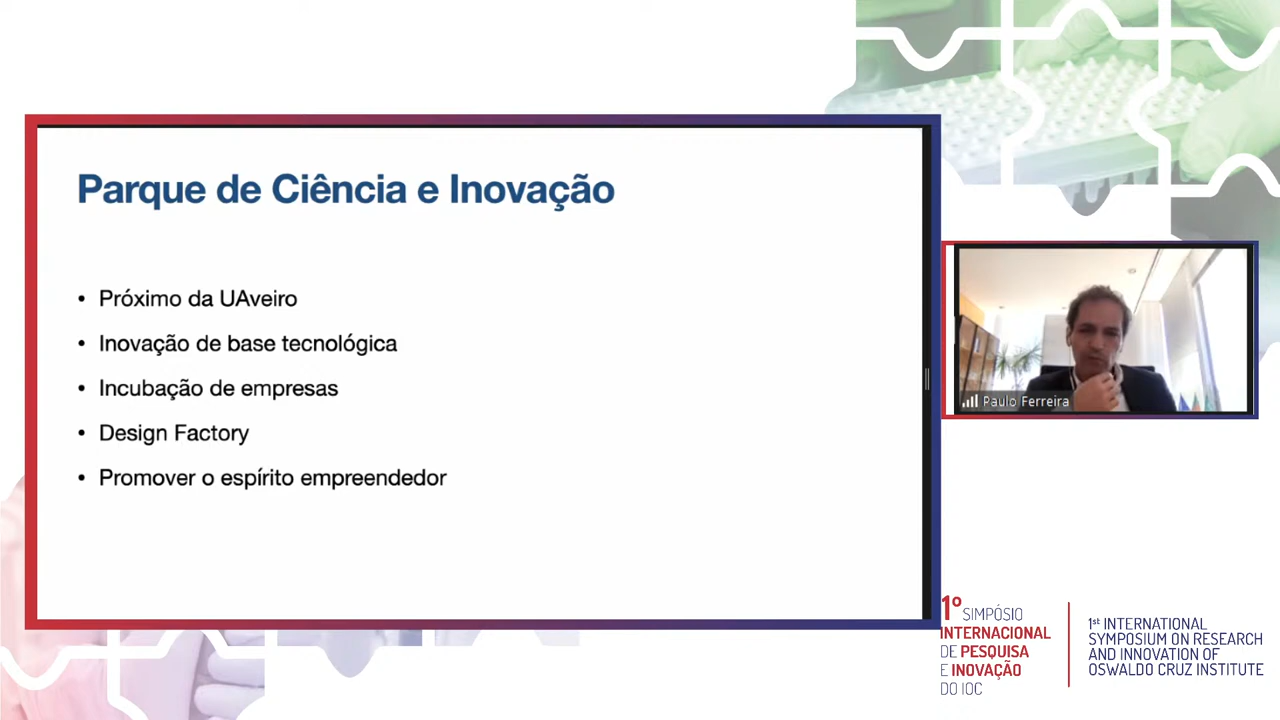 Parque de Ciência e Inovação
• Próximo da UAveiro
• Inovação de base tecnológica
• Incubação de empresas
• Design Factory
• Promover o espírito empreendedor
Paulo Ferreira
1º SIMPÓSIO
INTERNACIONAL
DE PESQUISA
E INOVAÇÃO
DO IOC
1st INTERNATIONAL
SYMPOSIUM ON RESEARCH
AND INNOVATION OF
OSWALDO CRUZ INSTITUTE